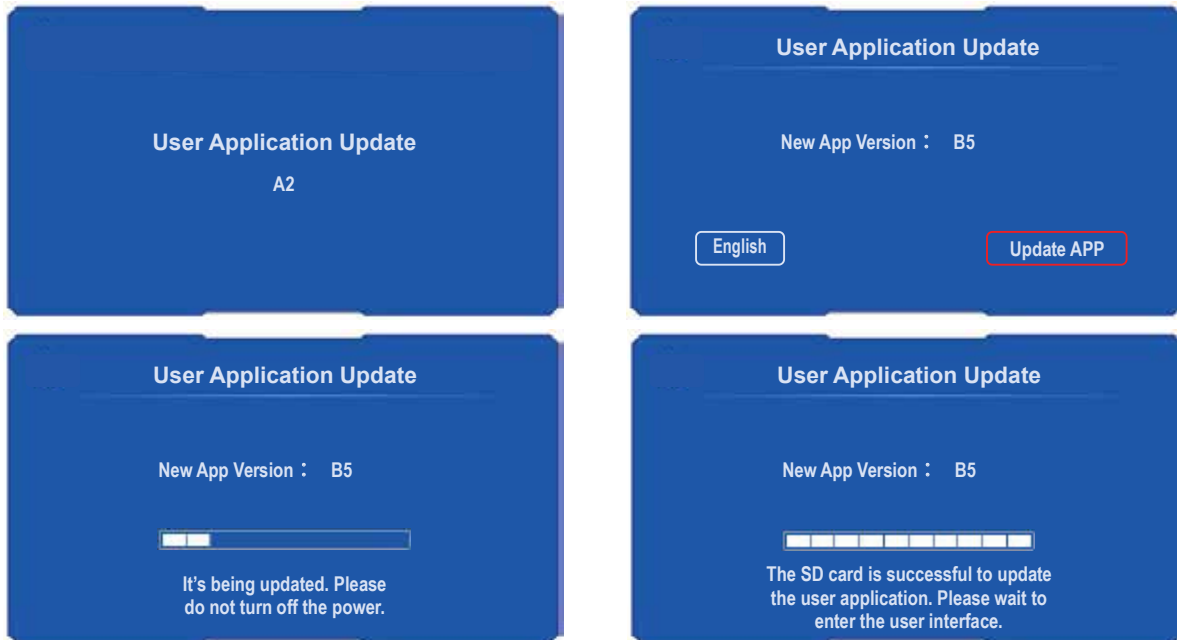 User Application Update
A2
User Application Update
New App Version： B5
English
Update APP
User Application Update
New App Version： B5
It's being updated. Please
do not turn off the power.
User Application Update
New App Version： B5
The SD card is successful to update
the user application. Please wait to
enter the user interface.